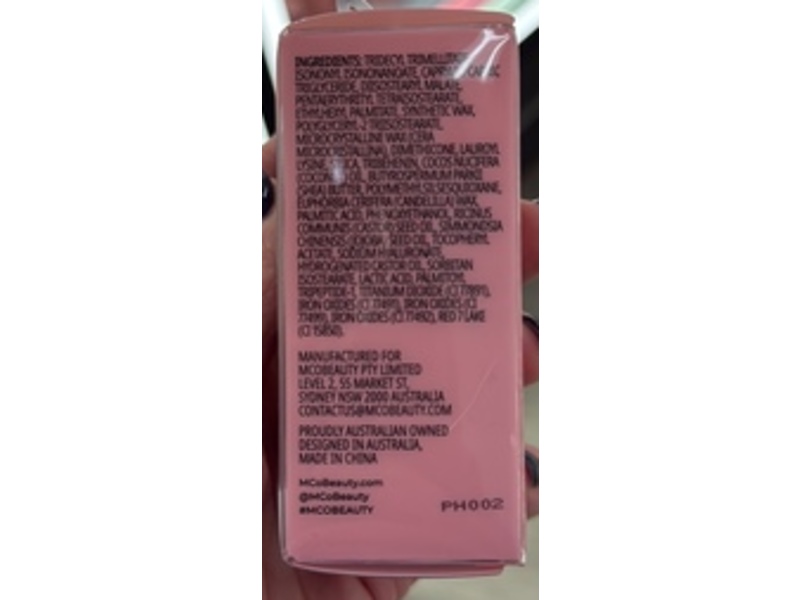 INGREDIENTS: TRIDECYL TRIMELLITATE,
ISONONYL ISONONANOATE, CAPRYLIC/CAPRIC
TRIGLYCERIDE, DIISOSTEARYL MALATE,
PENTAERYTHRITYL TETRAISOSTEARATE,
ETHYLHEXYL PALMITATE, SYNTHETIC WAX,
POLYGLYCERYL-2 TRIISOSTEARATE,
MICROCRYSTALLINE WAX (CERA
MICROCRISTALLINA), DIMETHICONE, LAUROYL
LYSINE, SILICA, TRIBEHENIN, COCOS NUCIFERA
(COCONUT) OIL, BUTYROSPERMUM PARKII
(SHEA) BUTTER, POLYMETHYLSILSESQUIOXANE,
EUPHORBIA CERIFERA (CANDELILLA) WAX,
PALMITIC ACID, PHENOXYETHANOL, RICINUS
COMMUNIS (CASTOR) SEED OIL, SIMMONDSIA
CHINENSIS (JOJOBA) SEED OIL, TOCOPHERYL
ACETATE, SODIUM HYALURONATE,
HYDROGENATED CASTOR OIL, SORBITAN
ISOSTEARATE, LACTIC ACID, PALMITOYL
TRIPEPTIDE-1, TITANIUM DIOXIDE (CI 77891),
IRON OXIDES (CI 77491), IRON OXIDES (CI
77499), IRON OXIDES (CI 77492), RED 7 LAKE
(CI 15850).
MANUFACTURED FOR
MCOBEAUTY PTY LIMITED
LEVEL 2, 55 MARKET ST,
SYDNEY NSW 2000 AUSTRALIA
CONTACTUS@MCOBEAUTY.COM
PROUDLY AUSTRALIAN OWNED
DESIGNED IN AUSTRALIA,
MADE IN CHINA
MCoBeauty.com
@MCoBeauty
#MCOBEAUTY
PH002